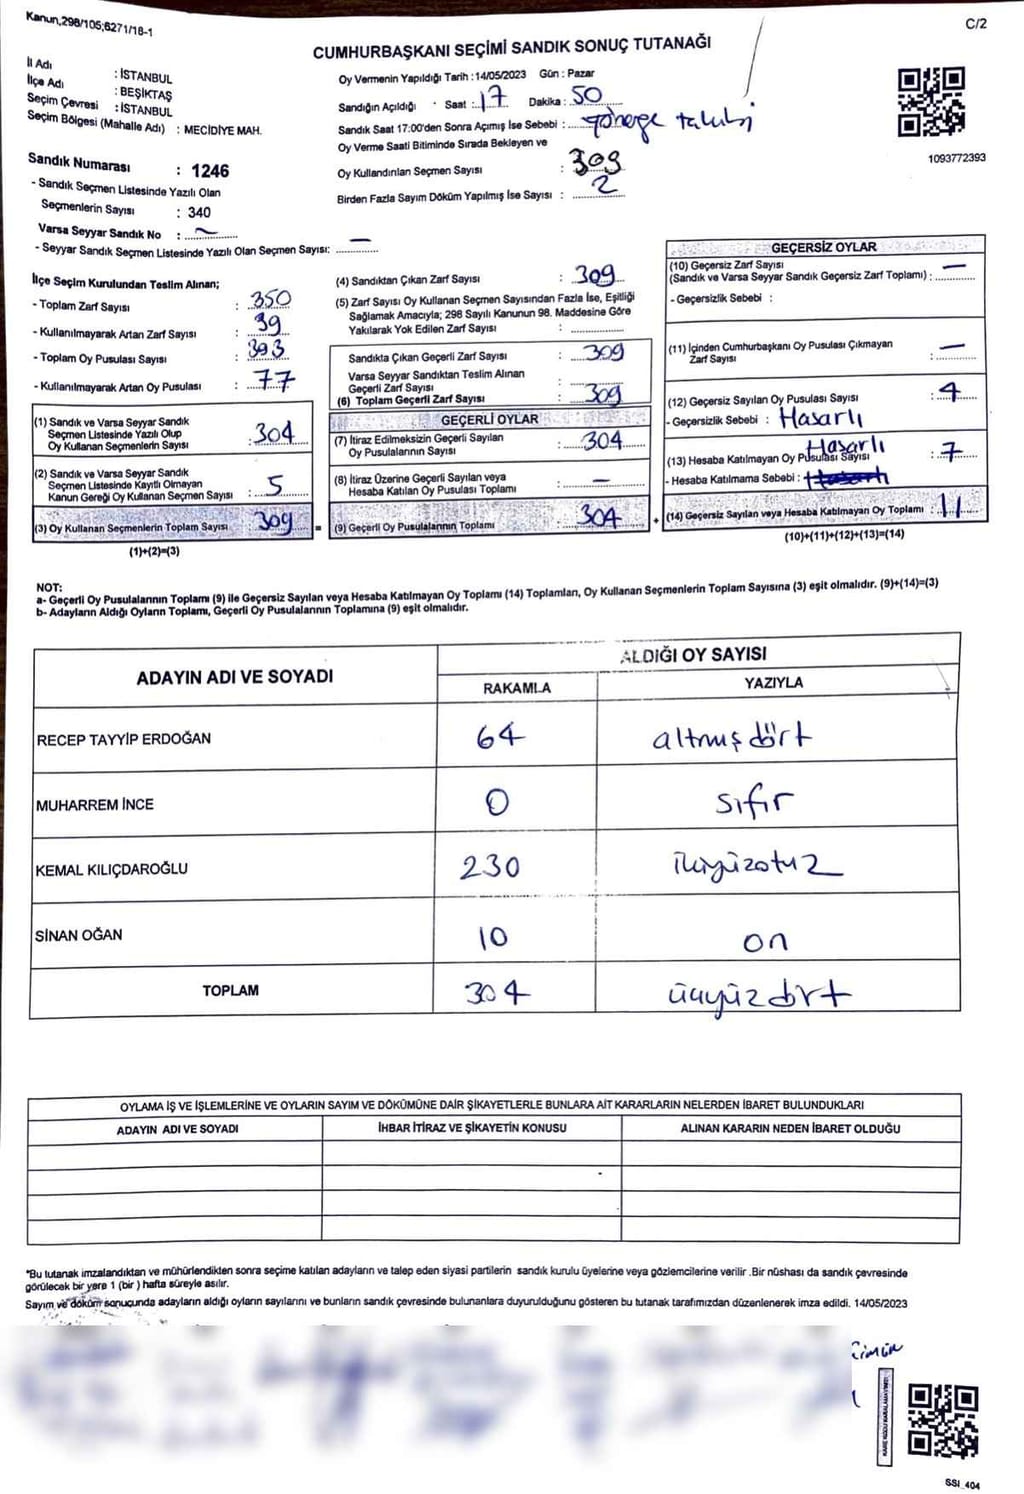 Kanun,298/105;6271/18-1
C/2
CUMHURBAŞKANI SEÇİMİ SANDIK SONUÇ TUTANAĞI
İl Adı : İSTANBUL
İlçe Adı : BEŞİKTAŞ
Seçim Çevresi : İSTANBUL
Seçim Bölgesi (Mahalle Adı) : MECİDİYE MAH.
Oy Vermenin Yapıldığı Tarih : 14/05/2023 Gün : Pazar
Sandığın Açıldığı Saat : 17 Dakika : 50
Sandık Saat 17:00'den Sonra Açımış İse Sebebi :
Oy Verme Saati Bitiminde Sırada Bekleyen ve
Oy Kullandırılan Seçmen Sayısı : 309
Birden Fazla Sayım Döküm Yapılmış İse Sayısı : 2
1093772393
Sandık Numarası : 1246
- Sandık Seçmen Listesinde Yazılı Olan
Seçmenlerin Sayısı : 340
Varsa Seyyar Sandık No :
- Seyyar Sandık Seçmen Listesinde Yazılı Olan Seçmen Sayısı: —
İlçe Seçim Kurulundan Teslim Alınan;
- Toplam Zarf Sayısı : 350
- Kullanılmayarak Artan Zarf Sayısı : 39
- Toplam Oy Pusulası Sayısı : 393
- Kullanılmayarak Artan Oy Pusulası : 77
(1) Sandık ve Varsa Seyyar Sandık
Seçmen Listesinde Yazılı Olup
Oy Kullanan Seçmenlerin Sayısı : 304
(2) Sandık ve Varsa Seyyar Sandık
Seçmen Listesinde Kayıtlı Olmayan
Kanun Gereği Oy Kullanan Seçmen Sayısı : 5
(3) Oy Kullanan Seçmenlerin Toplam Sayısı : 309 =
(1)+(2)=(3)
(4) Sandıktan Çıkan Zarf Sayısı : 309
(5) Zarf Sayısı Oy Kullanan Seçmen Sayısından Fazla İse, Eşitliği
Sağlamak Amacıyla; 298 Sayılı Kanunun 98. Maddesine Göre
Yakılarak Yok Edilen Zarf Sayısı :
Sandıkta Çıkan Geçerli Zarf Sayısı : 309
Varsa Seyyar Sandıktan Teslim Alınan
Geçerli Zarf Sayısı :
(6) Toplam Geçerli Zarf Sayısı : 309
GEÇERLİ OYLAR
(7) İtiraz Edilmeksizin Geçerli Sayılan
Oy Pusulalarının Sayısı : 304
(8) İtiraz Üzerine Geçerli Sayılan veya
Hesaba Katılan Oy Pusulası Toplamı : —
(9) Geçerli Oy Pusulalarının Toplamı : 304 +
GEÇERSİZ OYLAR
(10) Geçersiz Zarf Sayısı
(Sandık ve Varsa Seyyar Sandık Geçersiz Zarf Toplamı) : —
- Geçersizlik Sebebi :
(11) İçinden Cumhurbaşkanı Oy Pusulası Çıkmayan
Zarf Sayısı : —
(12) Geçersiz Sayılan Oy Pusulası Sayısı : 4
- Geçersizlik Sebebi : Hasarlı
Hasarlı
(13) Hesaba Katılmayan Oy Pusulası Sayısı : 7
- Hesaba Katılmama Sebebi :
(14) Geçersiz Sayılan veya Hesaba Katılmayan Oy Toplamı : 11
(10)+(11)+(12)+(13)=(14)
NOT:
a- Geçerli Oy Pusulalarının Toplamı (9) ile Geçersiz Sayılan veya Hesaba Katılmayan Oy Toplamı (14) Toplamları, Oy Kullanan Seçmenlerin Toplam Sayısına (3) eşit olmalıdır. (9)+(14)=(3)
b- Adayların Aldığı Oyların Toplamı, Geçerli Oy Pusulalarının Toplamına (9) eşit olmalıdır.
ADAYIN ADI VE SOYADI
ALDIĞI OY SAYISI
RAKAMLA YAZIYLA
RECEP TAYYİP ERDOĞAN 64 altmış dört
MUHARREM İNCE 0 sıfır
KEMAL KILIÇDAROĞLU 230 ikiyüzotuz
SİNAN OĞAN 10 on
TOPLAM 304 üçyüzdört
OYLAMA İŞ VE İŞLEMLERİNE VE OYLARIN SAYIM VE DÖKÜMÜNE DAİR ŞİKAYETLERLE BUNLARA AİT KARARLARIN NELERDEN İBARET BULUNDUKLARI
ADAYIN ADI VE SOYADI İHBAR İTİRAZ VE ŞİKAYETİN KONUSU ALINAN KARARIN NEDEN İBARET OLDUĞU
*Bu tutanak imzalandıktan ve mühürlendikten sonra seçime katılan adayların ve talep eden siyasi partilerin sandık kurulu üyelerine veya gözlemcilerine verilir .Bir nüshası da sandık çevresinde
görülecek bir yere 1 (bir ) hafta süreyle asılır.
Sayım ve döküm sonucunda adayların aldığı oyların sayılarını ve bunların sandık çevresinde bulunanlara duyurulduğunu gösteren bu tutanak tarafımızdan düzenlenerek imza edildi. 14/05/2023
SSI_404